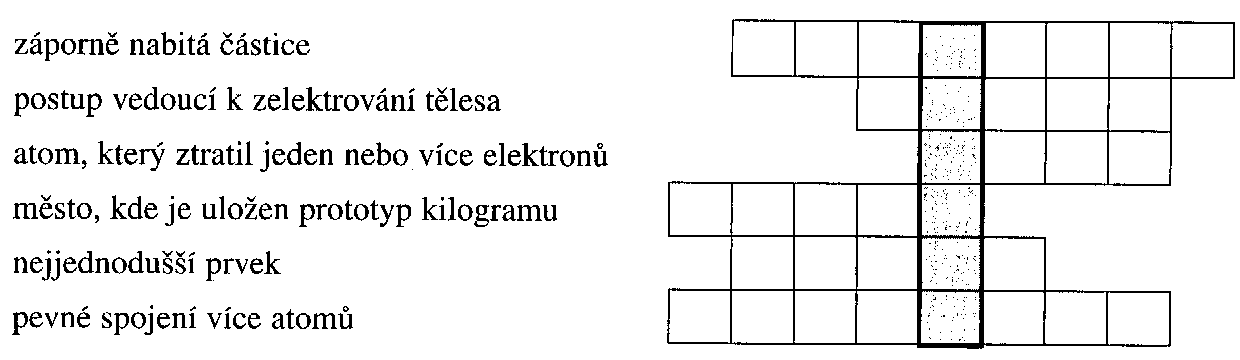 záporně nabitá částice
postup vedoucí k zelektrování tělesa
atom, který ztratil jeden nebo více elektronů
město, kde je uložen prototyp kilogramu
nejjednodušší prvek
pevné spojení více atomů